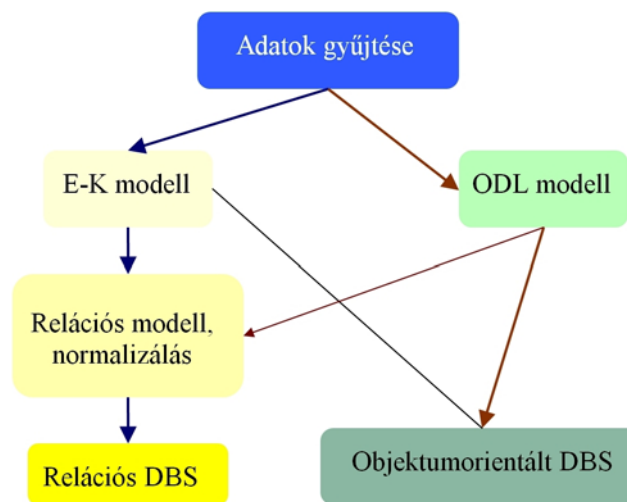 Adatok gyűjtése
E-K modell
ODL modell
Relációs modell,
normalizálás
Relációs DBS
Objektumorientált DBS